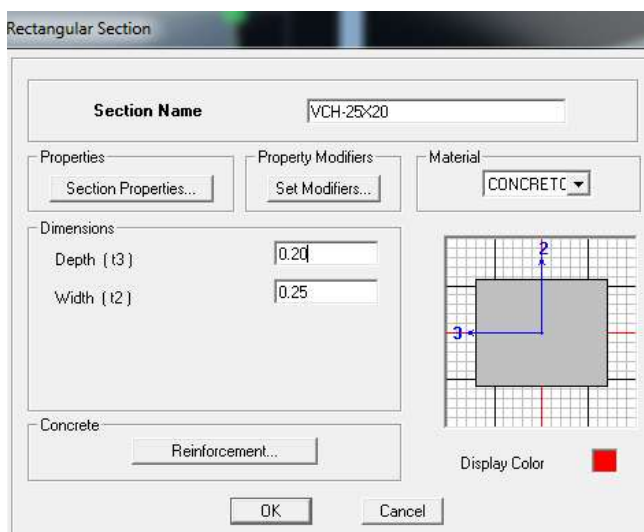 Rectangular Section
Section Name VCH-25X20
Properties
Section Properties...
Property Modifiers
Set Modifiers...
Material
CONCRETC
Dimensions
Depth ( t3 ) 0.20
Width ( t2 ) 0.25
2
3
Concrete
Reinforcement...
Display Color
OK Cancel